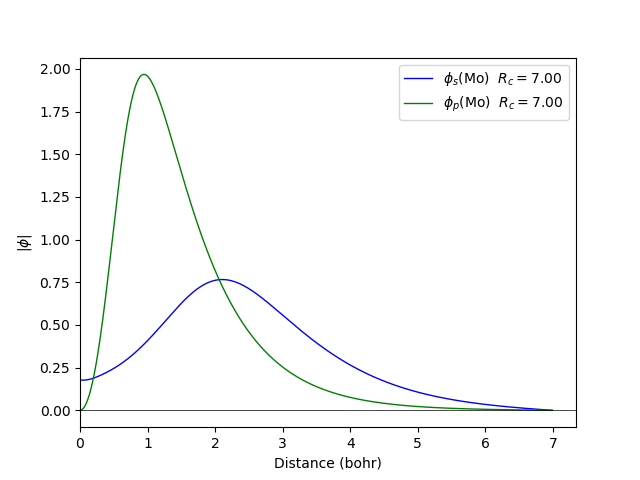 ϕs(Mo) Rc = 7.00
ϕp(Mo) Rc = 7.00
2.00
1.75
1.50
1.25
1.00
0.75
0.50
0.25
0.00
|ϕ|
0 1 2 3 4 5 6 7
Distance (bohr)